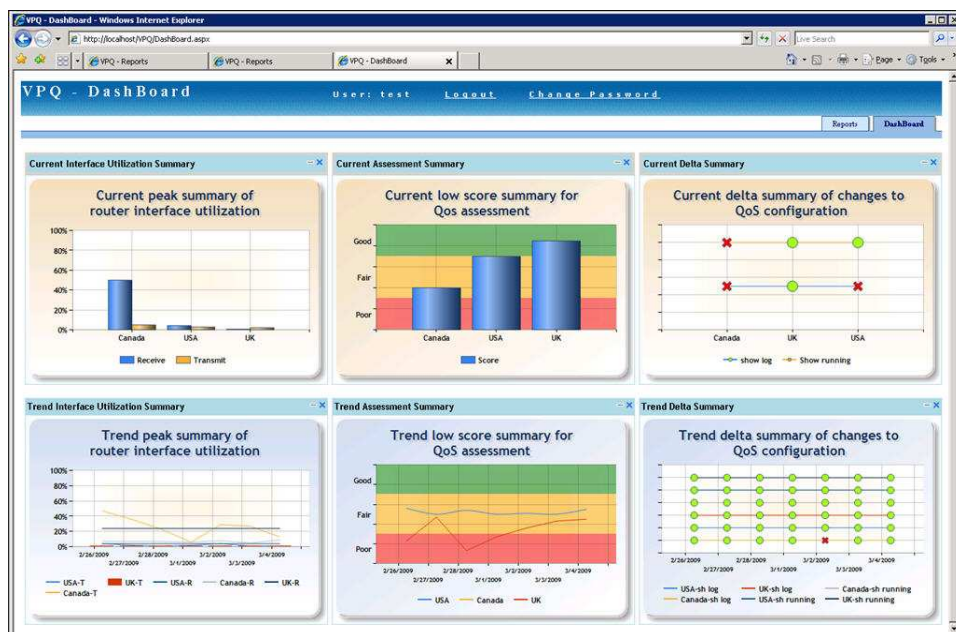 VPQ - DashBoard - Windows Internet Explorer
http://localhost/VPQ/DashBoard.aspx
Live Search
VPQ - Reports
VPQ - Reports
VPQ - DashBoard
Page
Tools
VPQ - DashBoard
User: test
Logout
Change Password
Reports
DashBoard
Current Interface Utilization Summary
Current peak summary of
router interface utilization
100%
80%
60%
40%
20%
0%
Canada
USA
UK
Receive
Transmit
Current Assessment Summary
Current low score summary for
Qos assessment
Good
Fair
Poor
Canada
USA
UK
Score
Current Delta Summary
Current delta summary of changes to
QoS configuration
Canada
UK
USA
show log
Show running
Trend Interface Utilization Summary
Trend peak summary of
router interface utilization
100%
80%
60%
40%
20%
0%
2/26/2009
2/28/2009
3/2/2009
3/4/2009
2/27/2009
3/1/2009
3/3/2009
USA-T
UK-T
USA-R
Canada-R
UK-R
Canada-T
Trend Assessment Summary
Trend low score summary for
QoS assessment
Good
Fair
Poor
2/26/2009
2/28/2009
3/2/2009
3/4/2009
2/27/2009
3/1/2009
3/3/2009
USA
Canada
UK
Trend Delta Summary
Trend delta summary of changes to
QoS configuration
2/26/2009
2/28/2009
3/2/2009
3/4/2009
2/27/2009
3/1/2009
3/3/2009
USA-sh log
UK-sh log
Canada-sh running
Canada-sh log
USA-sh running
UK-sh running